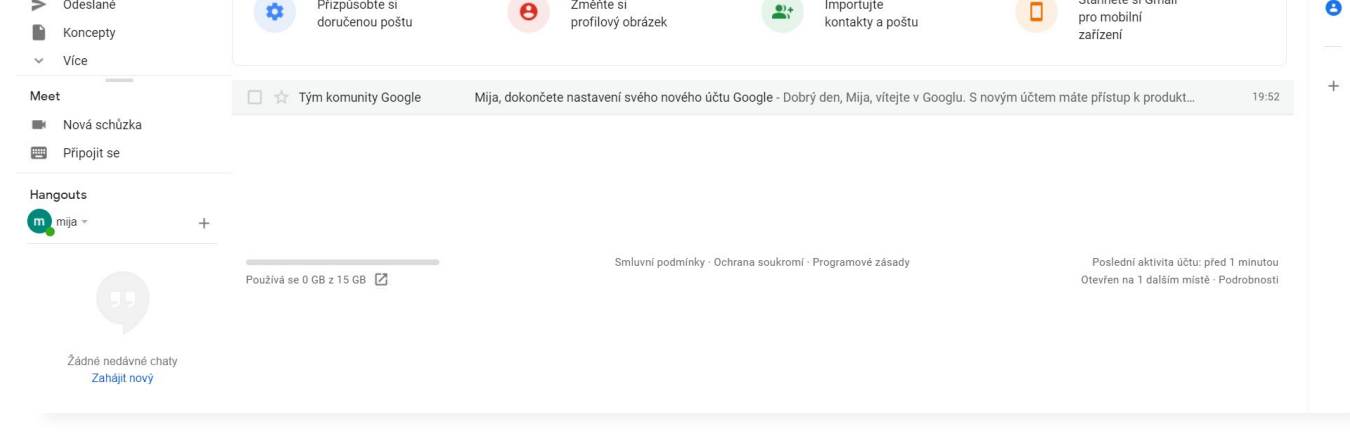 Odeslané
Koncepty
Více
Meet
Nová schůzka
Připojit se
Hangouts
m mija
Žádné nedávné chaty
Zahájit nový
Přizpůsobte si
doručenou poštu
Změňte si
profilový obrázek
Importujte
kontakty a poštu
Stáhněte si Gmail
pro mobilní
zařízení
Tým komunity Google Mija, dokončete nastavení svého nového účtu Google - Dobrý den, Mija, vítejte v Googlu. S novým účtem máte přístup k produkt… 19:52
Používá se 0 GB z 15 GB
Smluvní podmínky · Ochrana soukromí · Programové zásady
Poslední aktivita účtu: před 1 minutou
Otevřen na 1 dalším místě · Podrobnosti